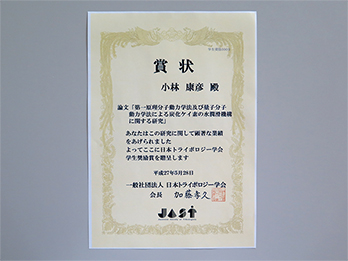 賞状
小林 康彦 殿
論文「第一原理分子動力学法及び量子分子
動力学法による炭化ケイ素の水潤滑機構
に関する研究」
あなたはこの研究に関して顕著な業績
をあげられました
よってここに日本トライボロジー学会
学生奨励賞を贈呈します
平成27年5月28日
一般社団法人 日本トライボロジー学会
会長 加藤孝久
JAST